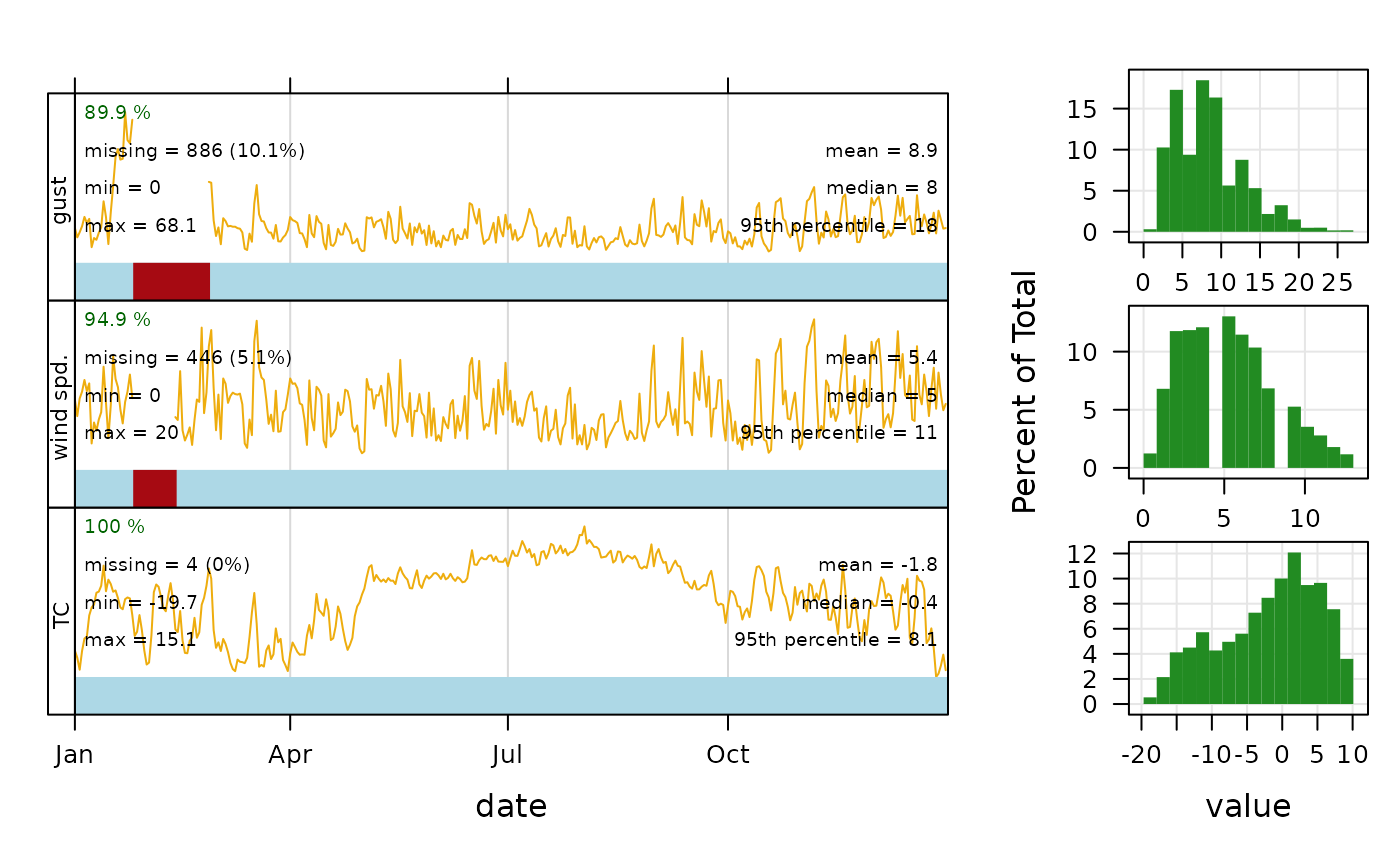 gust
89.9 %
missing = 886 (10.1%)
min = 0
max = 68.1
mean = 8.9
median = 8
95th percentile = 18
wind spd.
94.9 %
missing = 446 (5.1%)
min = 0
max = 20
mean = 5.4
median = 5
95th percentile = 11
TC
100 %
missing = 4 (0%)
min = -19.7
max = 15.1
mean = -1.8
median = -0.4
95th percentile = 8.1
Jan Apr Jul Oct
date
Percent of Total
15
10
5
0
0 5 10 15 20 25
10
5
0
0 5 10
12
10
8
6
4
2
0
-20 -10 -5 0 5 10
value